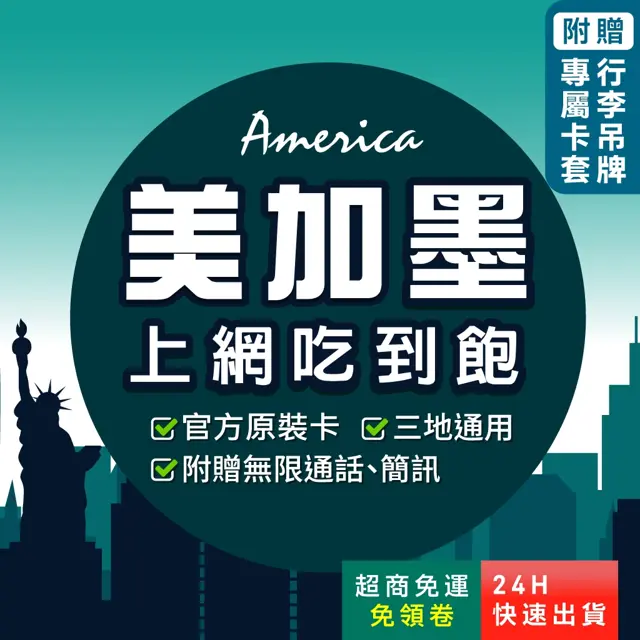 附贈
行李吊牌
專屬卡套
America
美加墨
上網吃到飽
官方原裝卡 三地通用
附贈無限通話、簡訊
超商免運
免領卷
24H
快速出貨